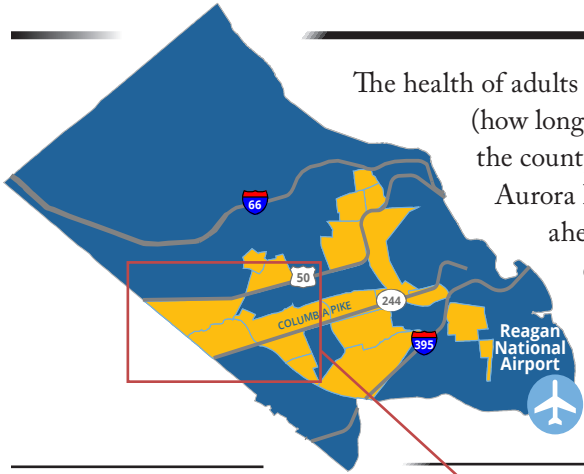 The health of adults
(how long
the count
Aurora
ahe
66
50
244
COLUMBIA PIKE
395
Reagan
National
Airport